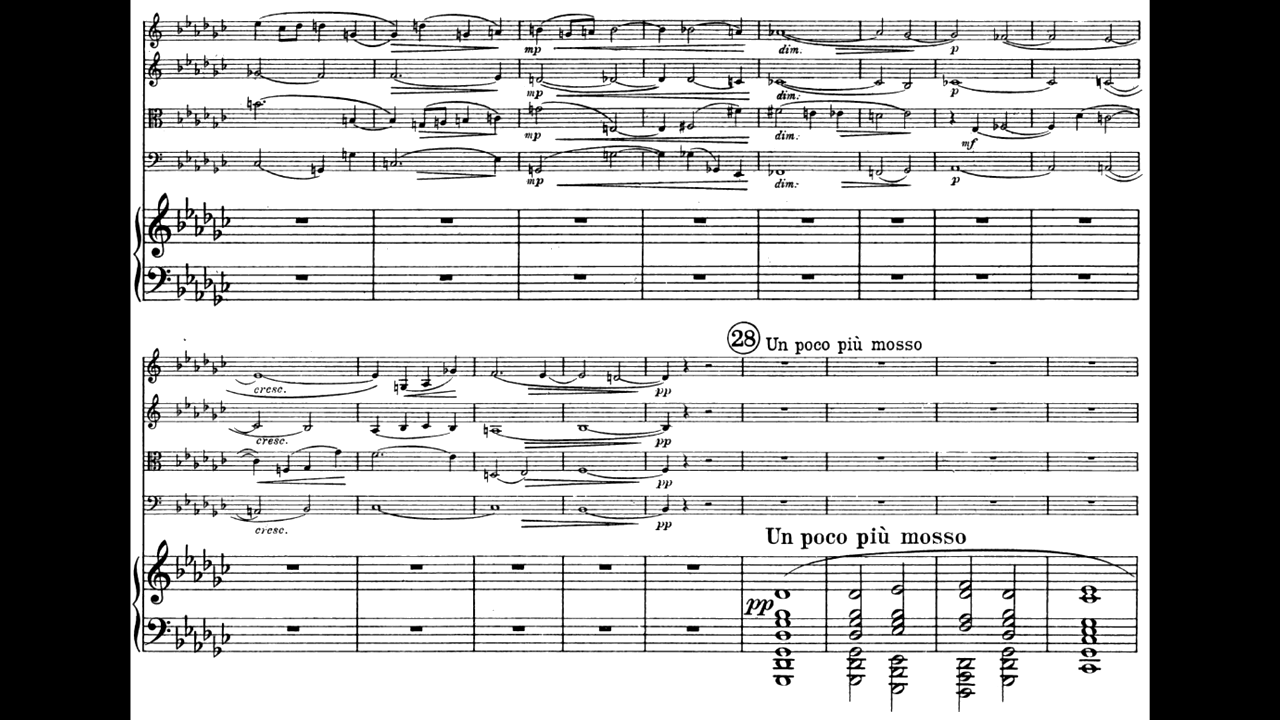 mp dim. p
mp dim: p
mp dim: mf
mp dim: p
28 Un poco più mosso
cresc. pp
cresc. pp
pp
cresc. pp
Un poco più mosso
pp